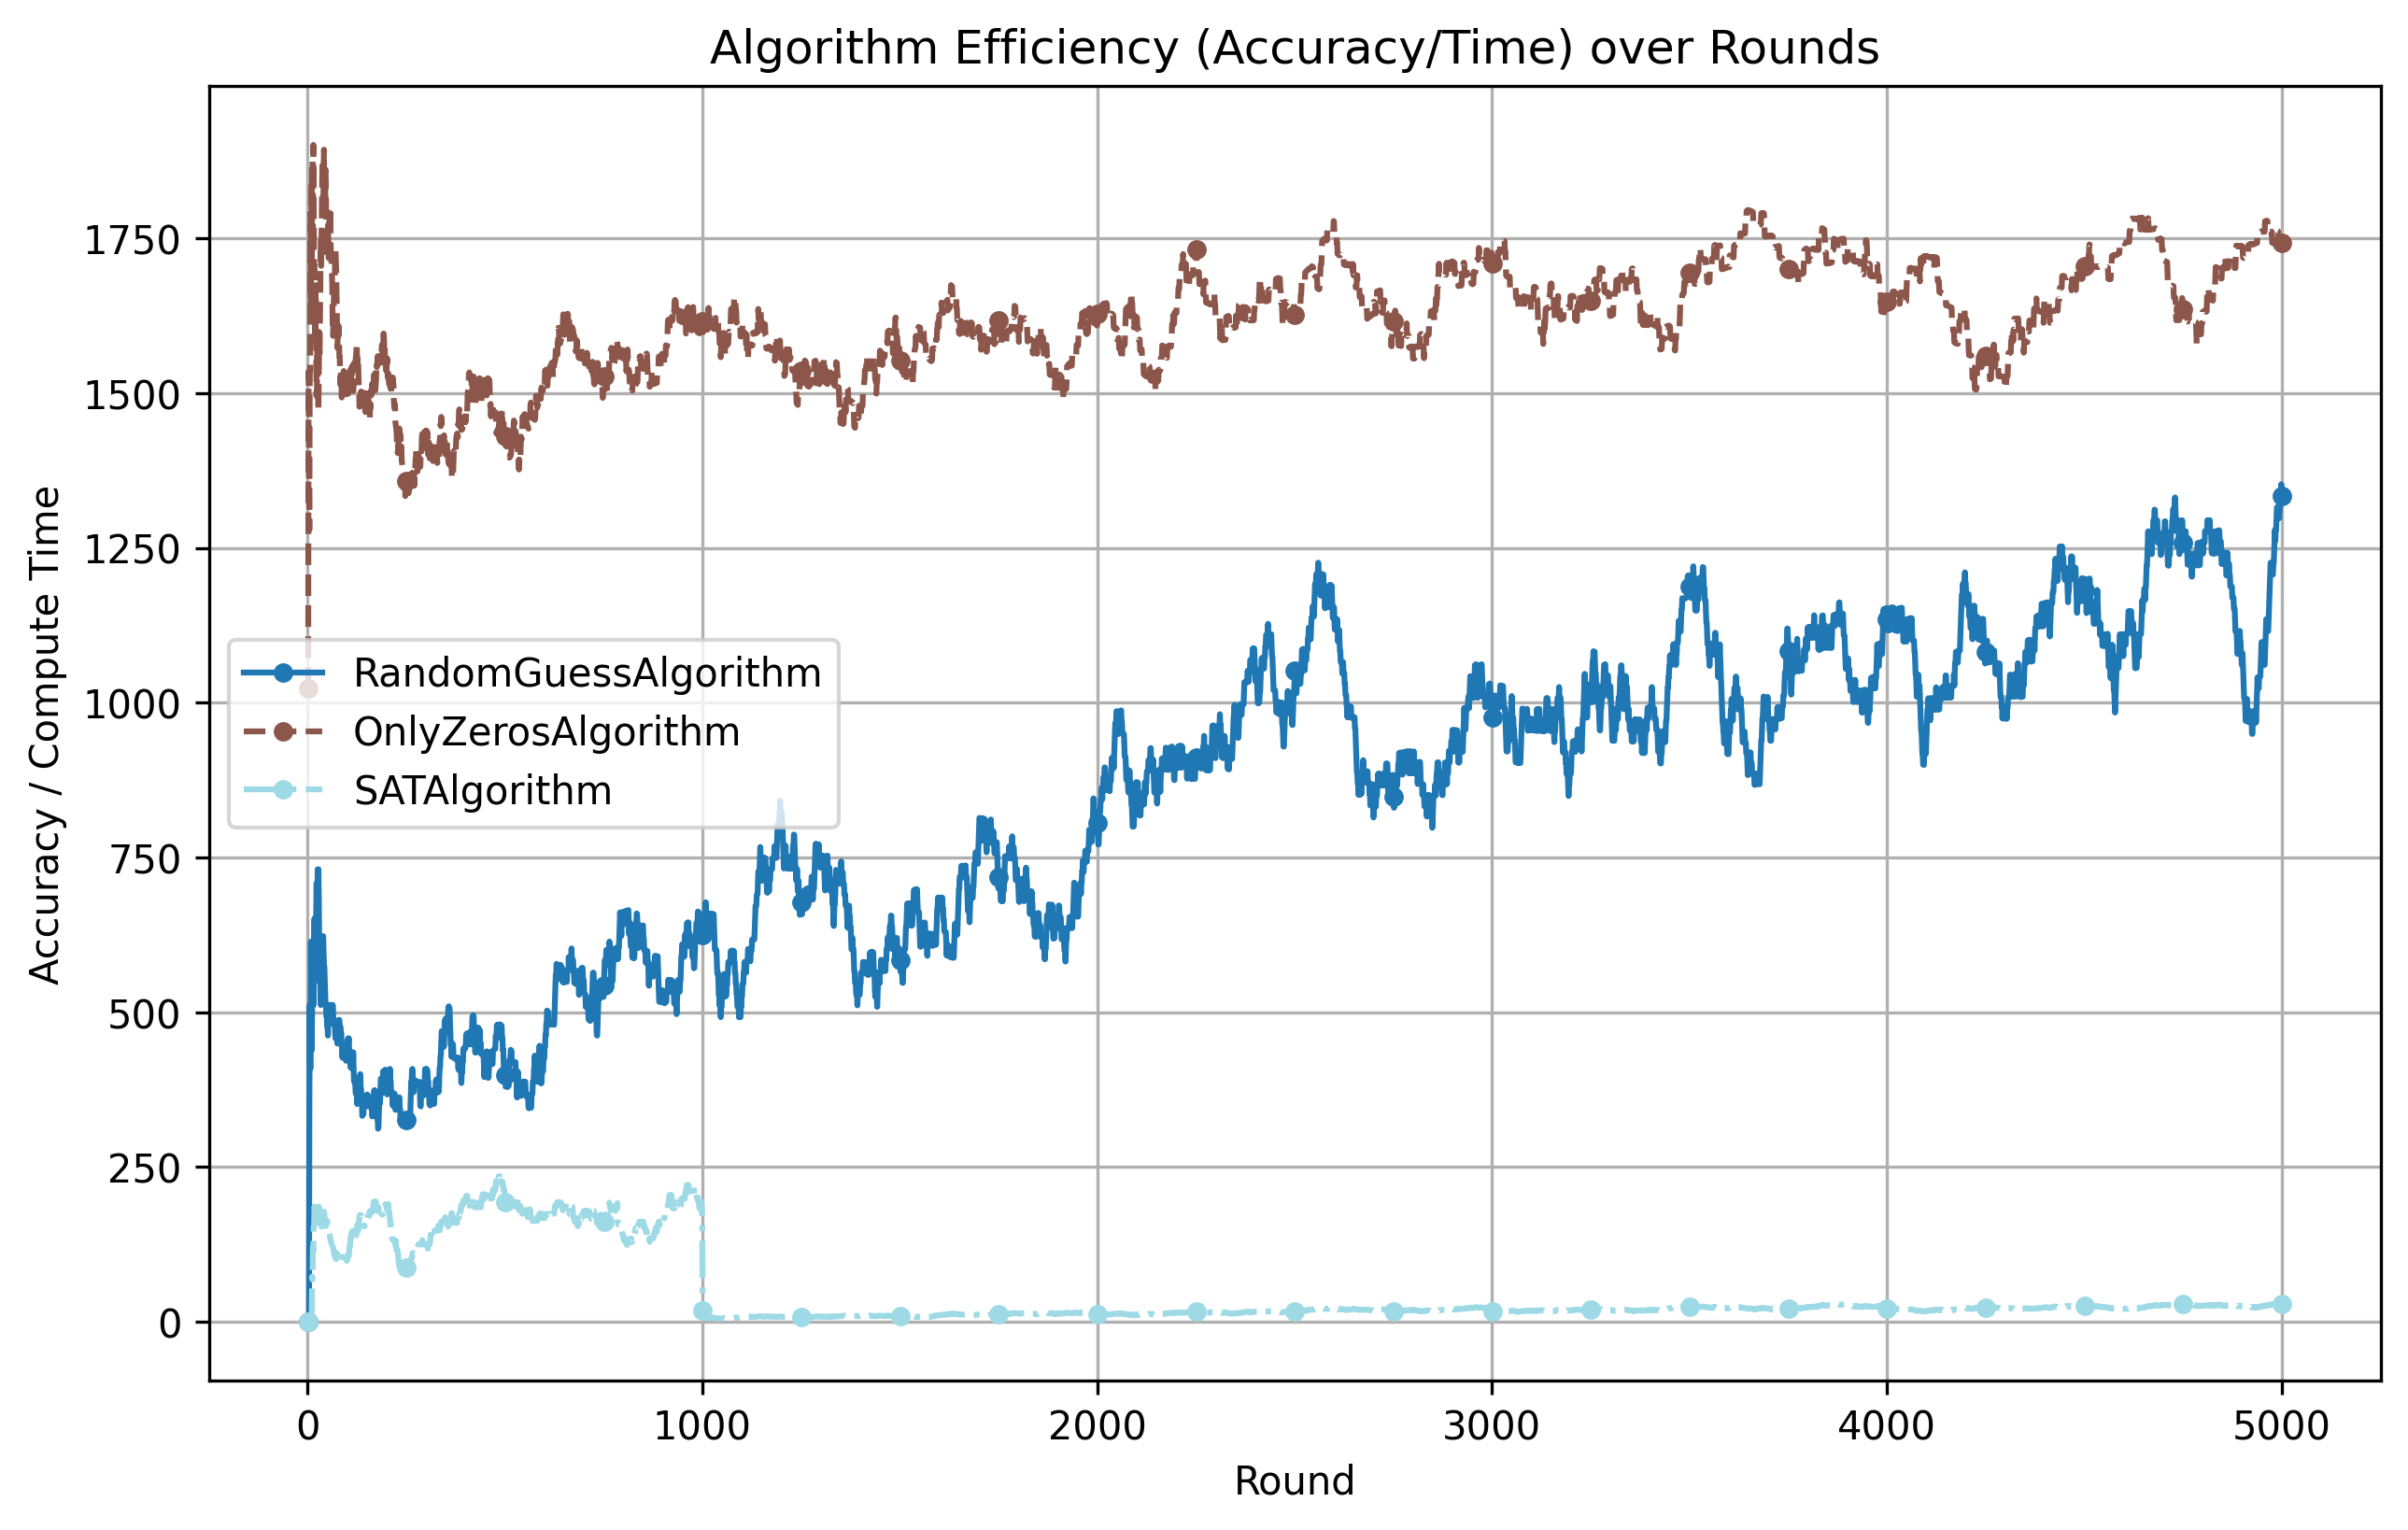 Algorithm Efficiency (Accuracy/Time) over Rounds
Accuracy / Compute Time
1750
1500
1250
1000
750
500
250
0
RandomGuessAlgorithm
OnlyZerosAlgorithm
SATAlgorithm
0 1000 2000 3000 4000 5000
Round